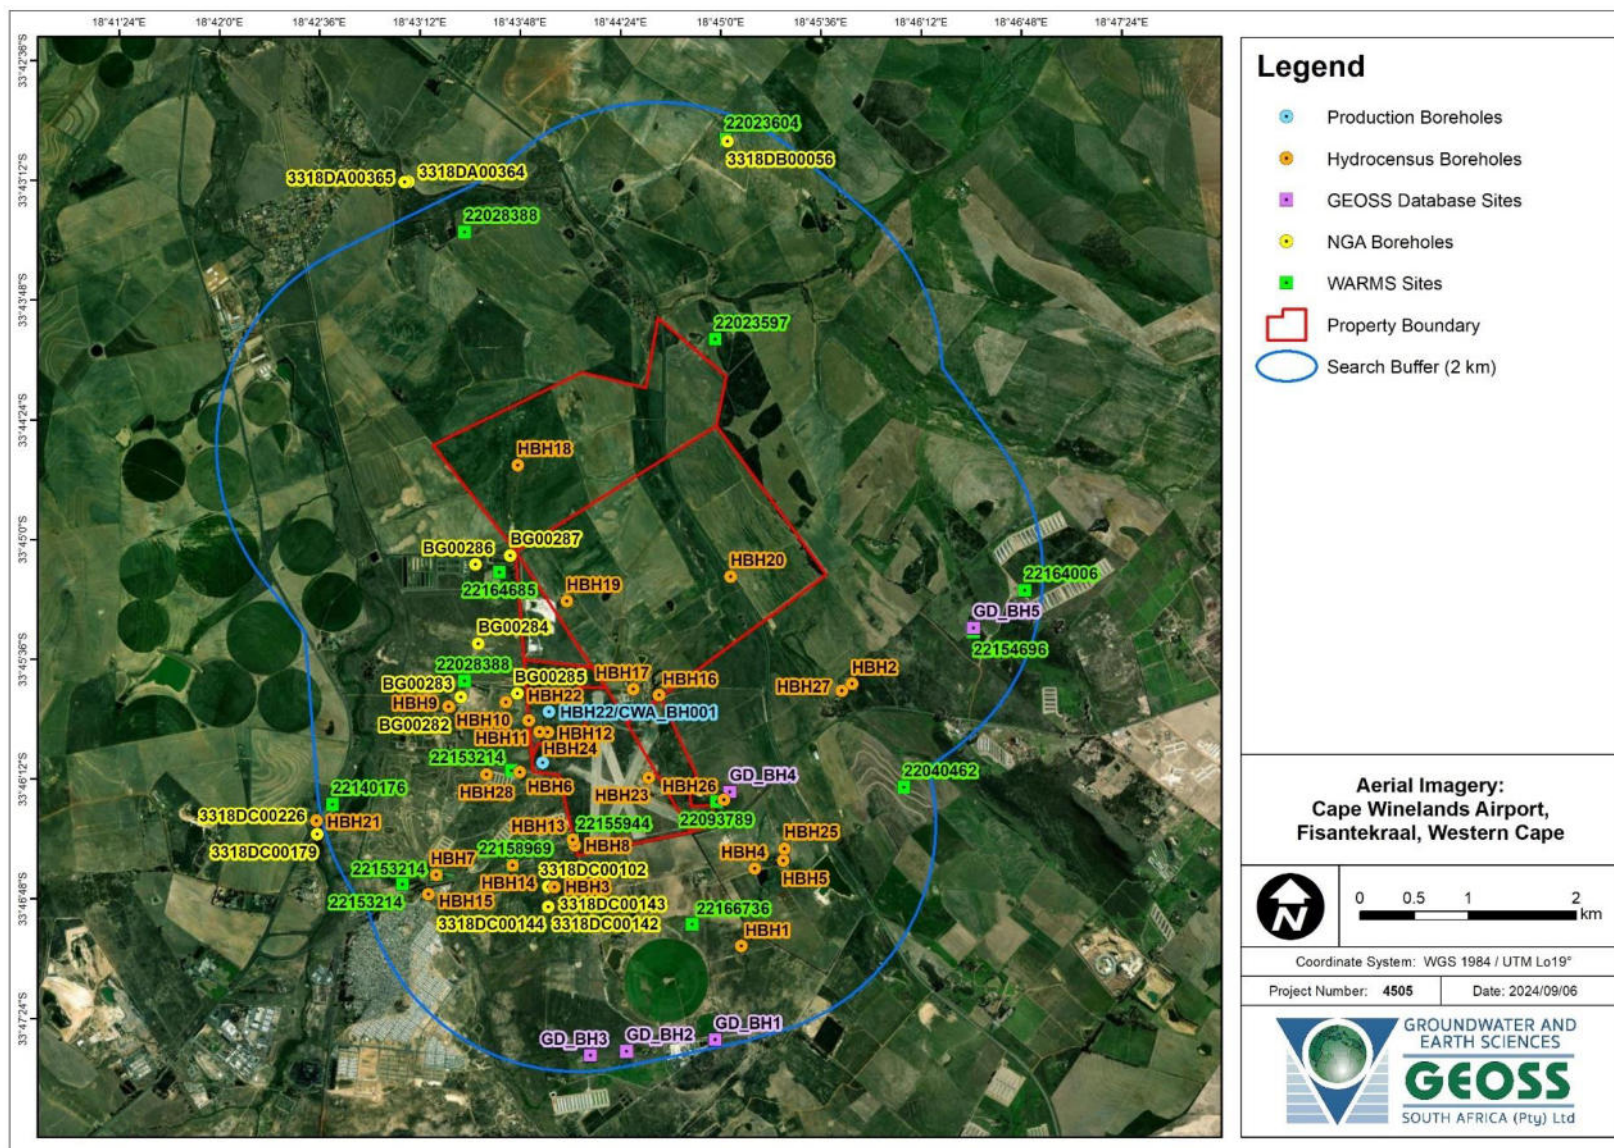 18°41'24"E 18°42'0"E 18°42'36"E 18°43'12"E 18°43'48"E 18°44'24"E 18°45'0"E 18°45'36"E 18°46'12"E 18°46'48"E 18°47'24"E
33°42'36"S
33°43'12"S
33°43'48"S
33°44'24"S
33°45'0"S
33°45'36"S
33°46'12"S
33°46'48"S
33°47'24"S
22023604
3318DB00056
3318DA00365 3318DA00364
22028388
22023597
HBH18
BG00286 BG00287
HBH20
22164685
HBH19
22164006
GD_BH5
BG00284
22154696
22028388
HBH17
HBH2
BG00283 BG00285 HBH16
HBH27
HBH9 HBH22
HBH22/CWA_BH001
BG00282 HBH10
HBH11 HBH12
HBH24
22153214
GD_BH4
22040462
HBH28 HBH6 HBH26
22140176
HBH23
3318DC00226
HBH21
22093789
HBH13 22155944
HBH25
3318DC00179
HBH8
HBH4
22158969
HBH7
3318DC00102
HBH5
22153214
HBH14 HBH3
22153214
HBH15
3318DC00143
22166736
3318DC00144 3318DC00142
HBH1
GD_BH1
GD_BH3 GD_BH2
Legend
Production Boreholes
Hydrocensus Boreholes
GEOSS Database Sites
NGA Boreholes
WARMS Sites
Property Boundary
Search Buffer (2 km)
Aerial Imagery:
Cape Winelands Airport,
Fisantekraal, Western Cape
N
0 0.5 1 2
km
Coordinate System: WGS 1984 / UTM Lo19°
Project Number: 4505 Date: 2024/09/06
GROUNDWATER AND
EARTH SCIENCES
GEOSS
SOUTH AFRICA (Pty) Ltd